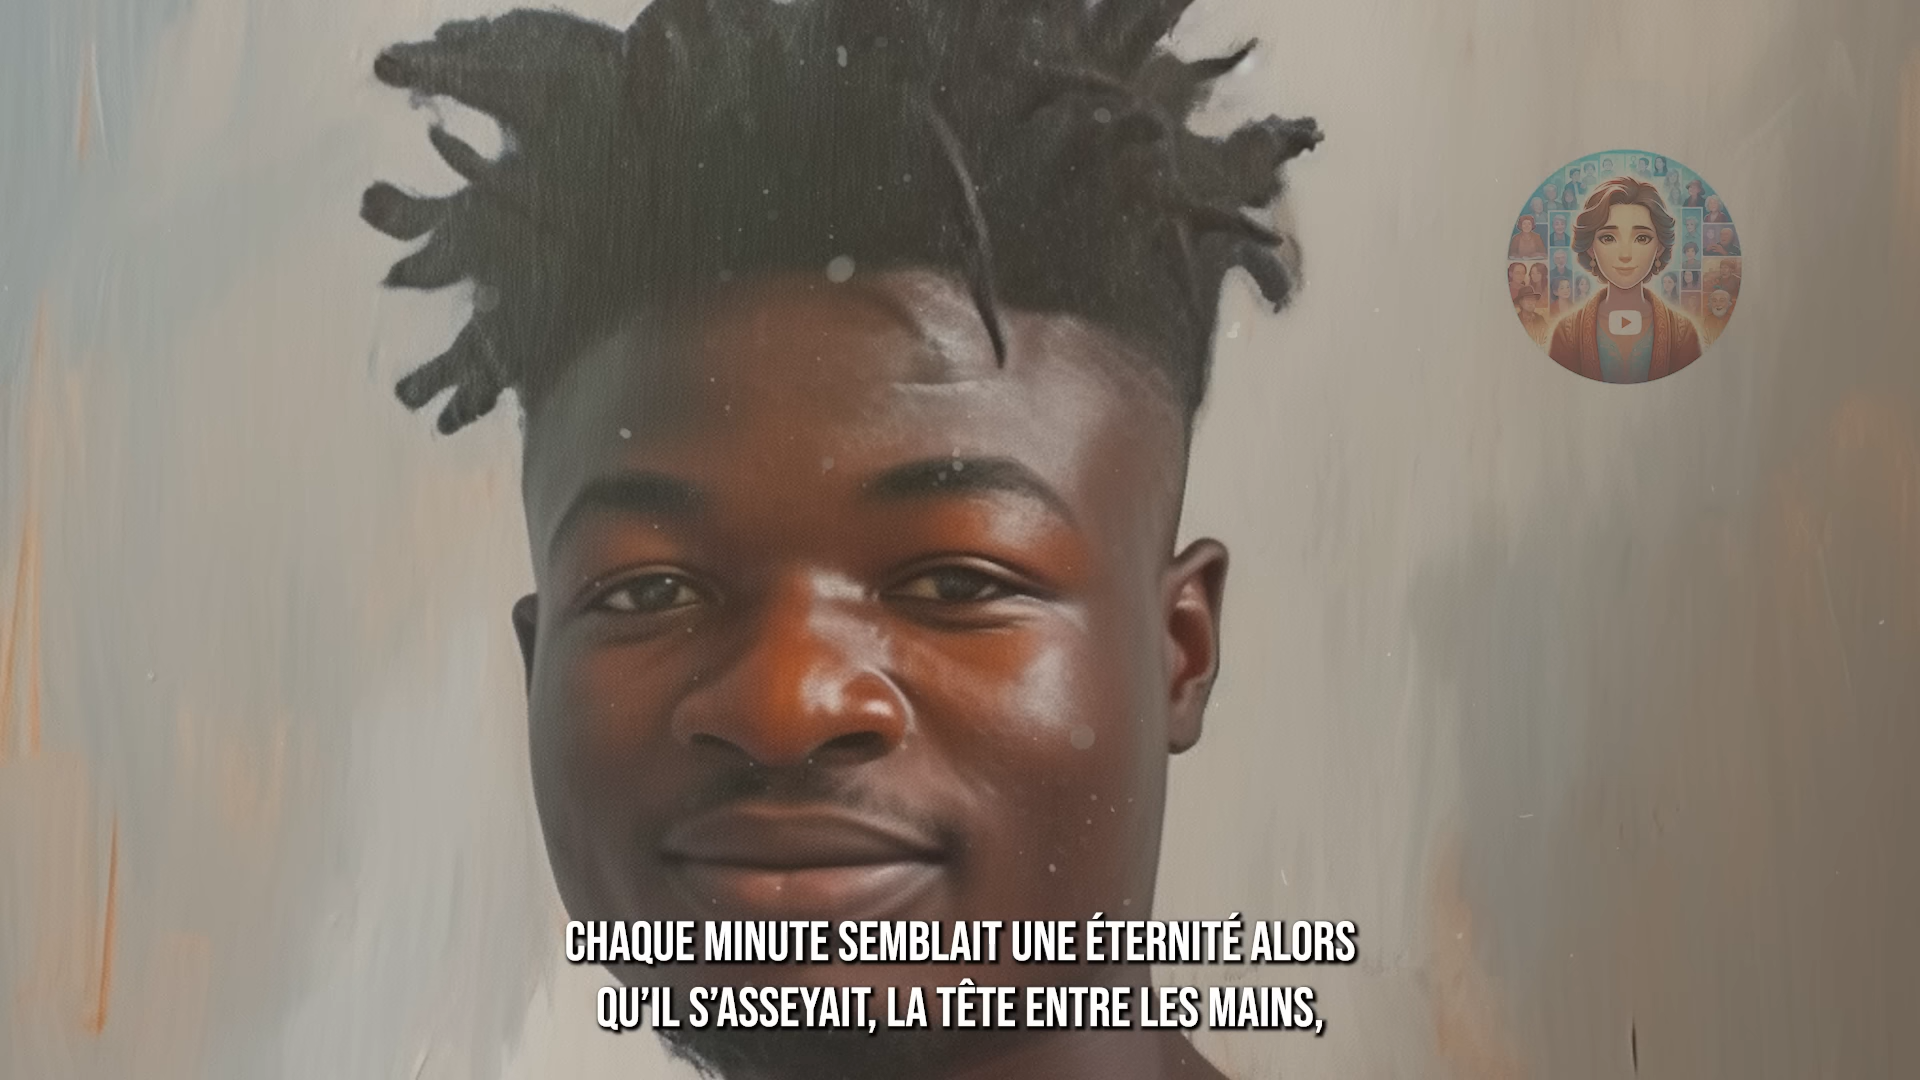 CHAQUE MINUTE SEMBLAIT UNE ÉTERNITÉ ALORS
QU’IL S’ASSEYAIT, LA TÊTE ENTRE LES MAINS,